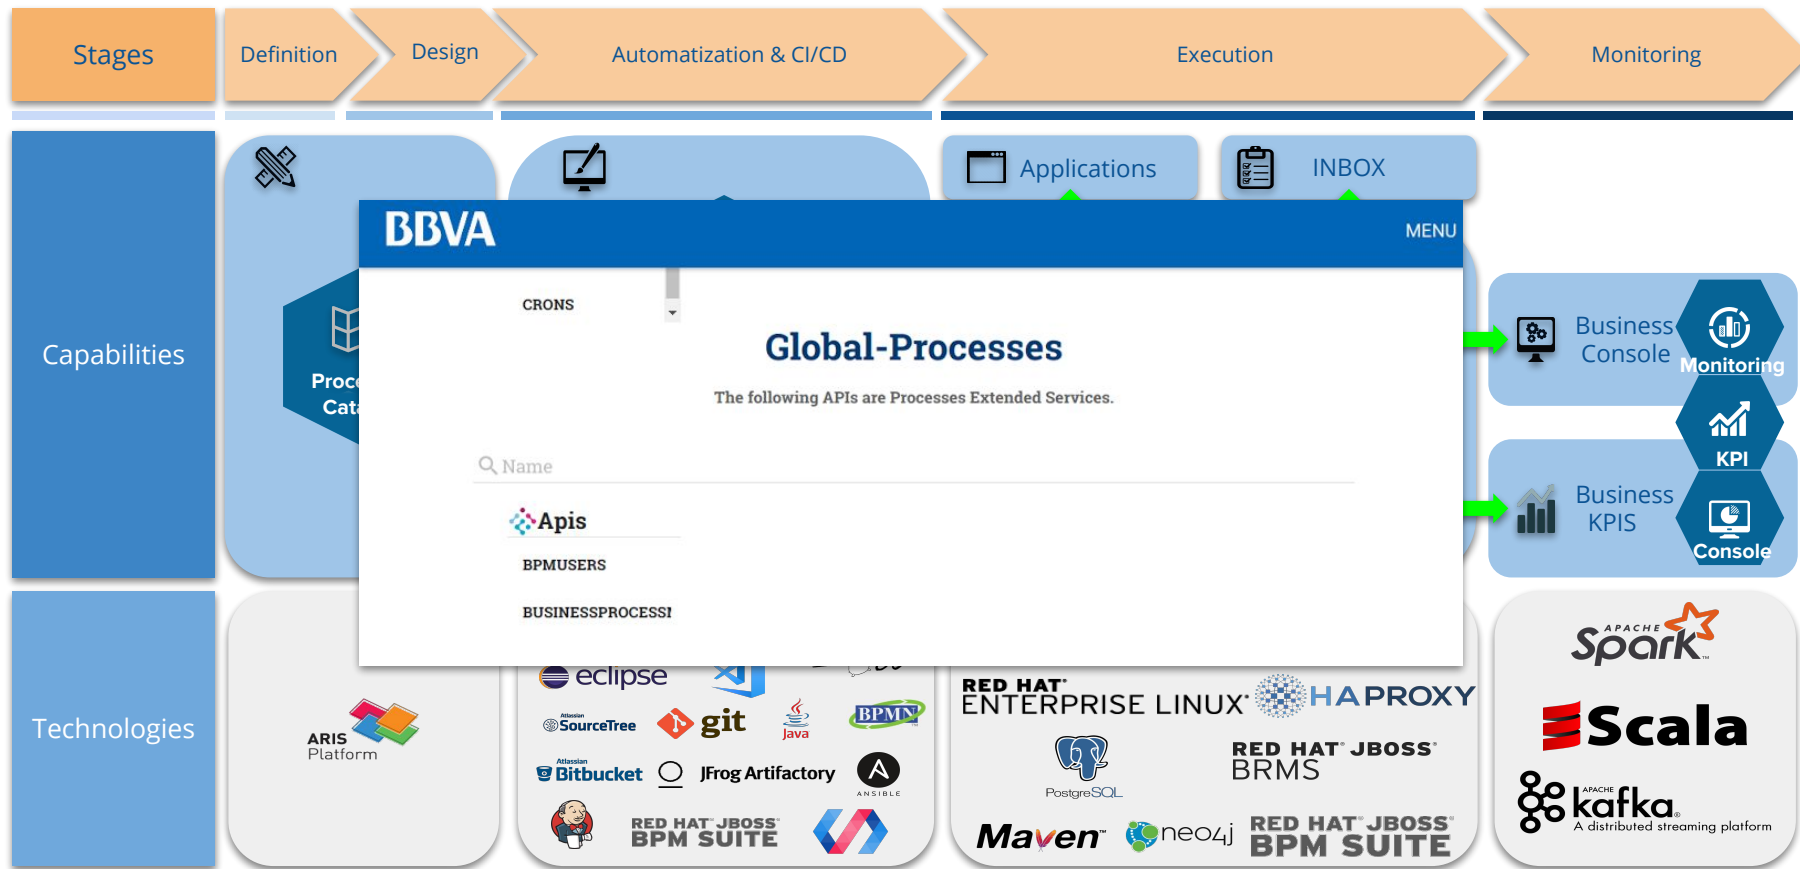 Stages
Definition
Design
Automatization & CI/CD
Execution
Monitoring
Capabilities
Applications
INBOX
BBVA
MENU
CRONS
Global-Processes
The following APIs are Processes Extended Services.
Name
Apis
BPMUSERS
Business
Console
Monitoring
KPI
Business
KPIS
Console
Technologies
ARIS
Platform
eclipse
Atlassian
SourceTree
git
Java
BPMN
Atlassian
Bitbucket
JFrog Artifactory
ANSIBLE
RED HAT JBOSS
BPM SUITE
RED HAT
ENTERPRISE LINUX
HAPROXY
PostgreSQL
RED HAT JBOSS
BRMS
Maven
neo4j
RED HAT JBOSS
BPM SUITE
APACHE
Spark
Scala
APACHE
kafka
A distributed streaming platform